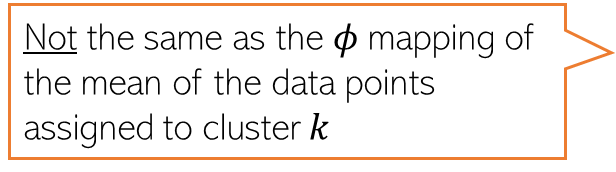 Not the same as the 𝝓 mapping of
the mean of the data points
assigned to cluster 𝒌